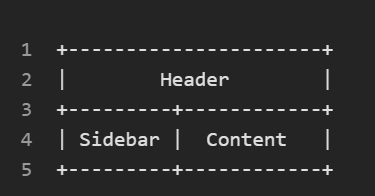 1 +----------------------+
2 |        Header        |
3 +---------+------------+
4 | Sidebar |  Content   |
5 +---------+------------+